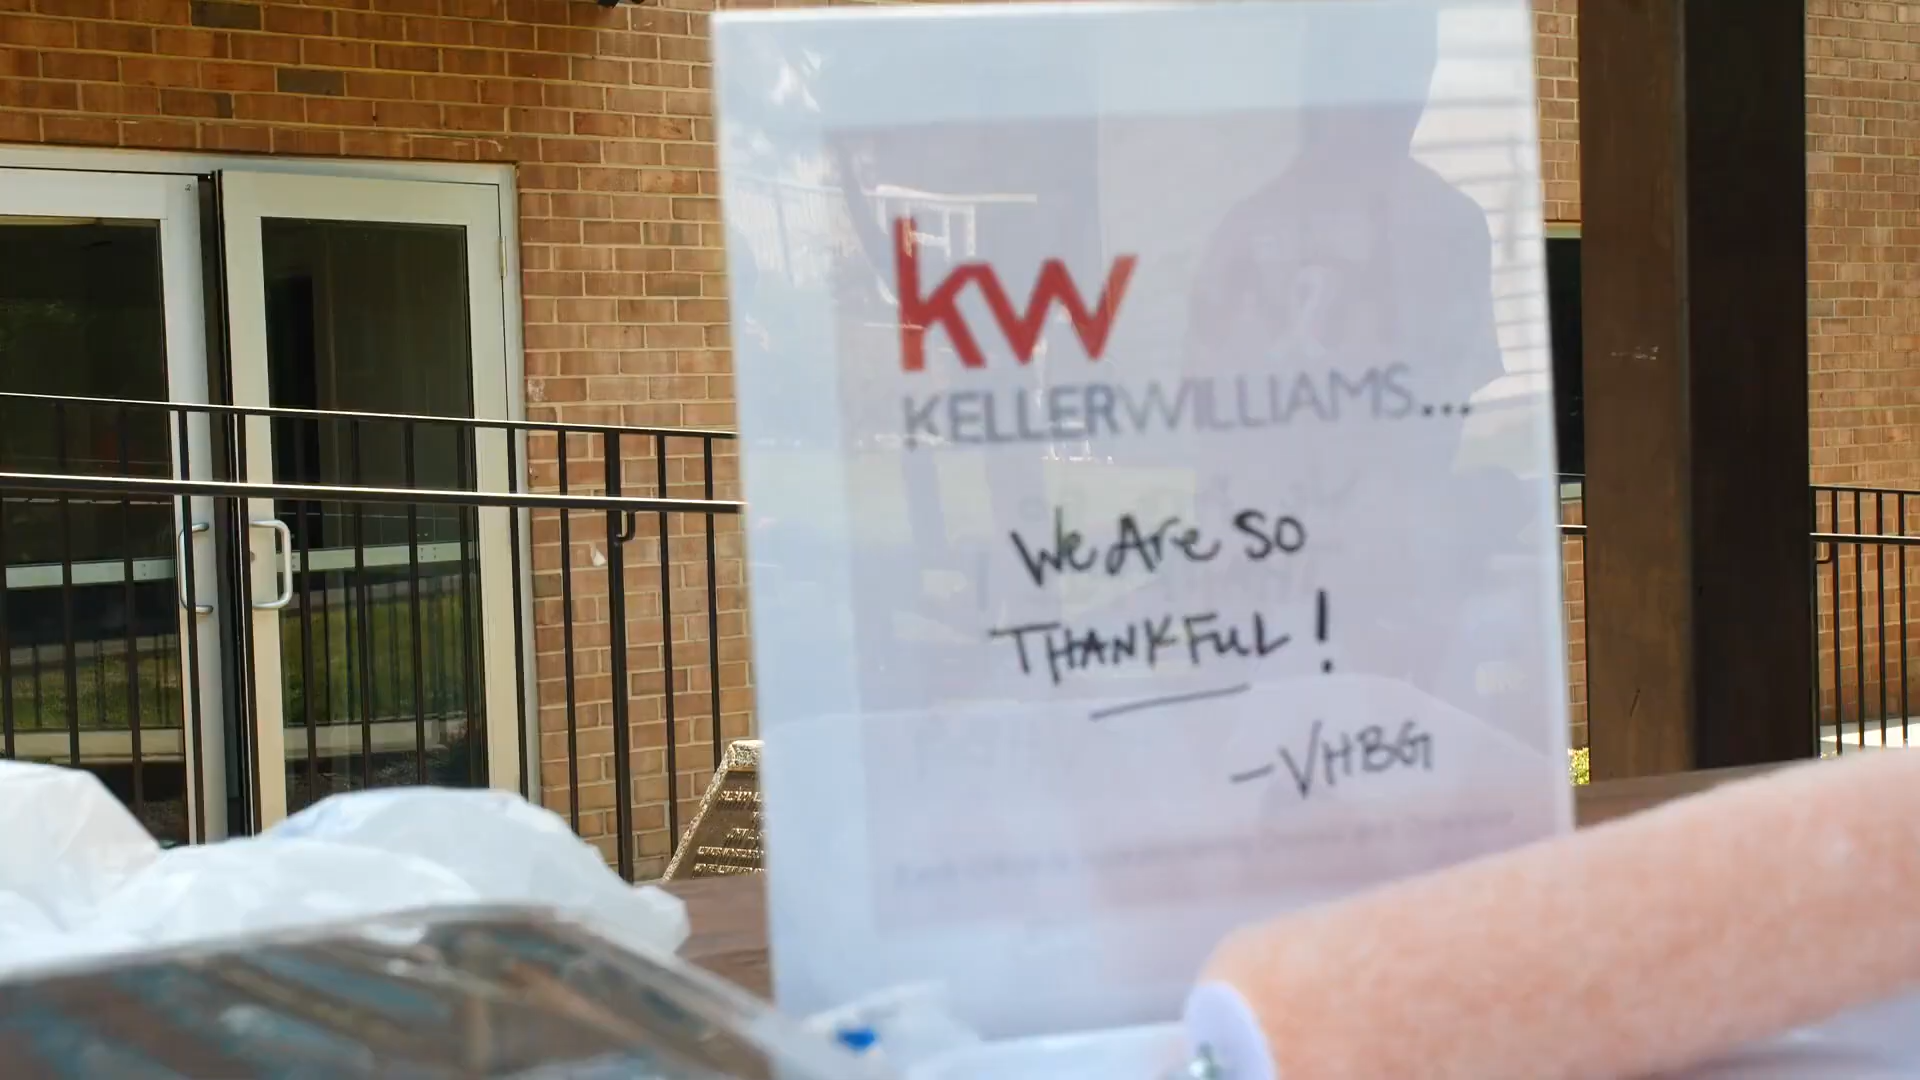 kw
KELLERWILLIAMS...
We Are So
THANKFUL!
-VHBG